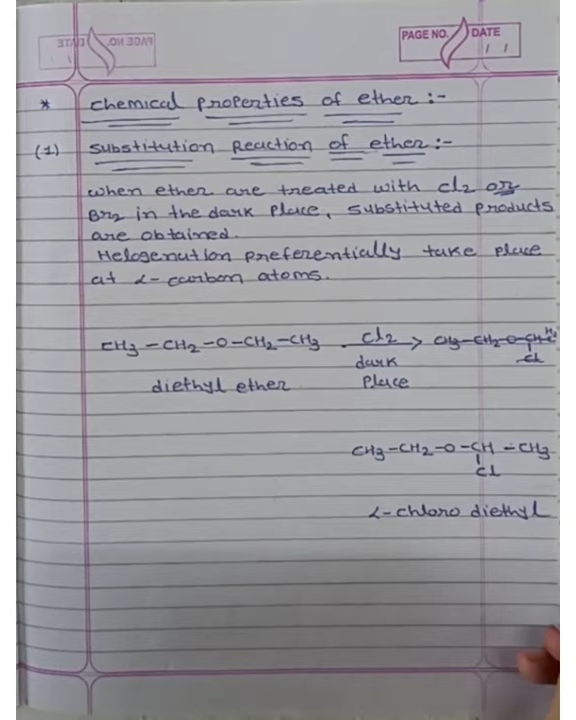 PAGE NO. DATE
/ /
* Chemical Properties of ether :-
(1) Substitution Reaction of ether :-
when ether are treated with Cl2 or
Br2 in the dark place, substituted products
are obtained.
Helogenation preferentially take place
at α-carbon atoms.
CH3-CH2-O-CH2-CH3 Cl2 > CH3-CH2-O-CH
Cl
dark
diethyl ether Place
CH3-CH2-O-CH-CH3
Cl
α-chloro diethyl